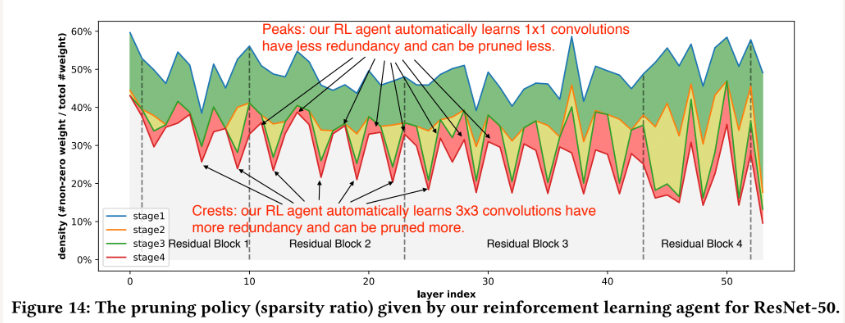 Peaks: our RL agent automatically learns 1x1 convolutions
have less redundancy and can be pruned less.
60%
50%
40%
30%
20%
10%
0%
density (#non-zero weight / totol #weight)
Crests: our RL agent automatically learns 3x3 convolutions have
more redundancy and can be pruned more.
stage1
stage2
stage3
stage4
Residual Block 1
Residual Block 2
Residual Block 3
Residual Block 4
0 10 20 30 40 50
layer index
Figure 14: The pruning policy (sparsity ratio) given by our reinforcement learning agent for ResNet-50.